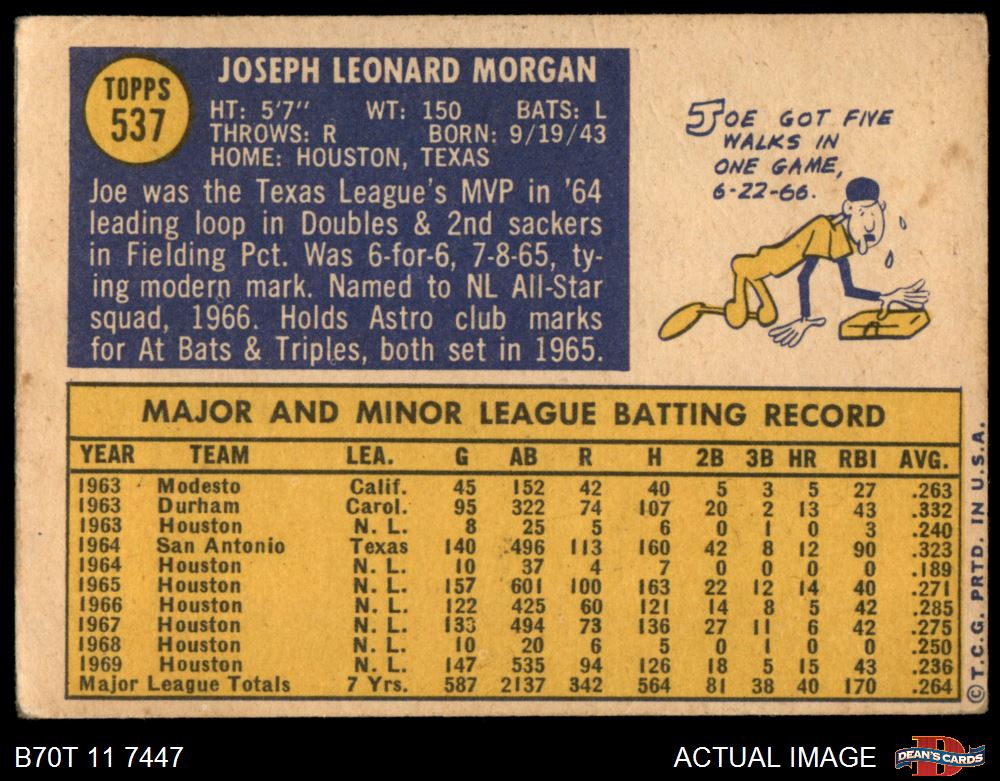 TOPPS
537
JOSEPH LEONARD MORGAN
HT: 5'7" WT: 150 BATS: L
THROWS: R BORN: 9/19/43
HOME: HOUSTON, TEXAS
Joe was the Texas League's MVP in '64
leading loop in Doubles & 2nd sackers
in Fielding Pct. Was 6-for-6, 7-8-65, ty-
ing modern mark. Named to NL All-Star
squad, 1966. Holds Astro club marks
for At Bats & Triples, both set in 1965.
JOE GOT FIVE
WALKS IN
ONE GAME,
6-22-66.
MAJOR AND MINOR LEAGUE BATTING RECORD
YEAR TEAM LEA. G AB R H 2B 3B HR RBI AVG.
1963 Modesto Calif. 45 152 42 40 5 3 5 27 .263
1963 Durham Carol. 95 322 74 107 20 2 13 43 .332
1963 Houston N. L. 8 25 5 6 0 1 0 3 .240
1964 San Antonio Texas 140 496 113 160 42 8 12 90 .323
1964 Houston N. L. 10 37 4 7 0 0 0 0 .189
1965 Houston N. L. 157 601 100 163 22 12 14 40 .271
1966 Houston N. L. 122 425 60 121 14 8 5 42 .285
1967 Houston N. L. 133 494 73 136 27 11 6 42 .275
1968 Houston N. L. 10 20 6 5 0 1 0 0 .250
1969 Houston N. L. 147 535 94 126 18 5 15 43 .236
Major League Totals 7 Yrs. 587 2137 342 564 81 38 40 170 .264
© T.C.G. PRTD. IN U.S.A.
B70T 11 7447
ACTUAL IMAGE
D
DEAN'S CARDS